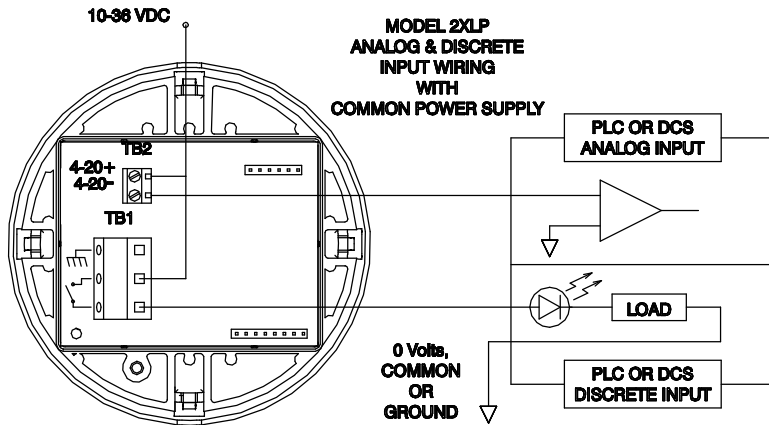 10-36 VDC
MODEL 2XLP
ANALOG & DISCRETE
INPUT WIRING
WITH
COMMON POWER SUPPLY
TB2
4-20+
4-20-
TB1
PLC OR DCS
ANALOG INPUT
LOAD
0 Volts,
COMMON
OR
GROUND
PLC OR DCS
DISCRETE INPUT